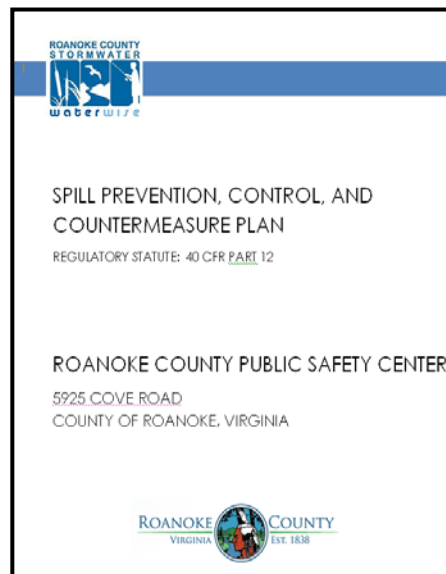 ROANOKE COUNTY
STORMWATER
waterwise
SPILL PREVENTION, CONTROL, AND
COUNTERMEASURE PLAN
REGULATORY STATUTE: 40 CFR PART 12
ROANOKE COUNTY PUBLIC SAFETY CENTER
5925 COVE ROAD
COUNTY OF ROANOKE, VIRGINIA
ROANOKE COUNTY
VIRGINIA EST. 1838